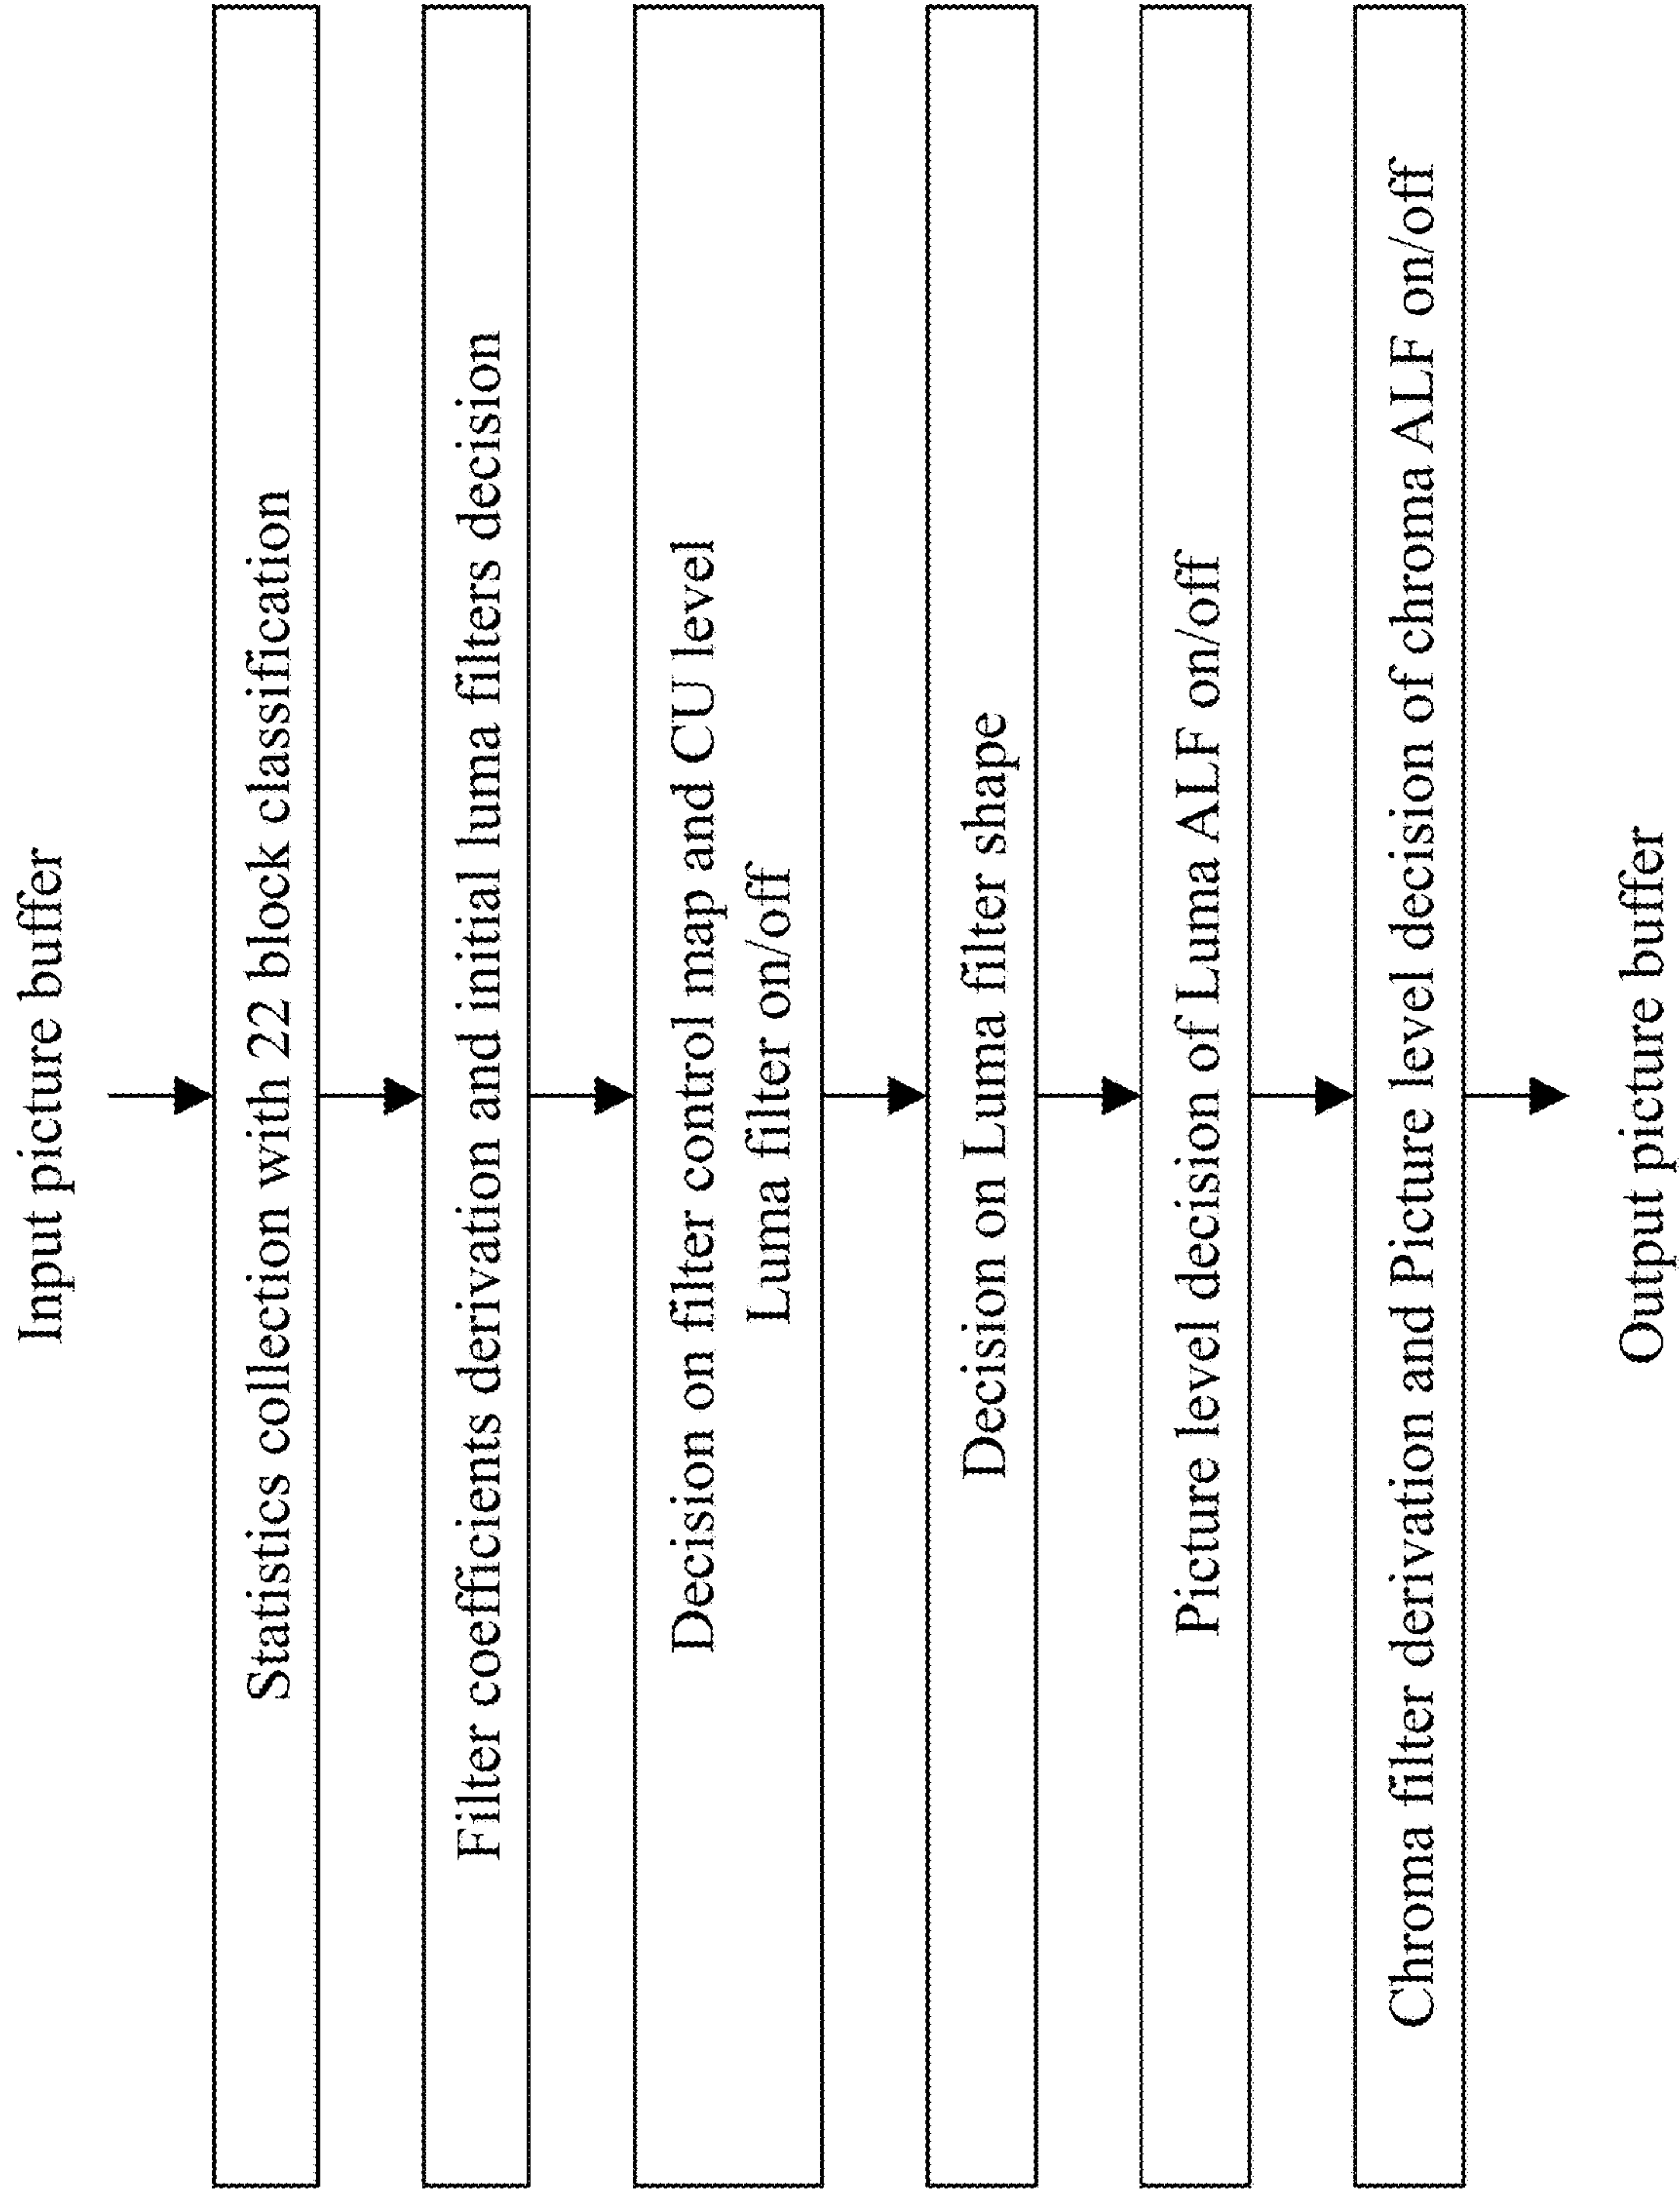 Input picture buffer
Statistics collection with 22 block classification
Filter coefficients derivation and initial luma filters decision
Decision on filter control map and CU level
Luma filter on/off
Decision on Luma filter shape
Picture level decision of Luma ALF on/off
Chroma filter derivation and Picture level decision of chroma ALF on/off
Output picture buffer